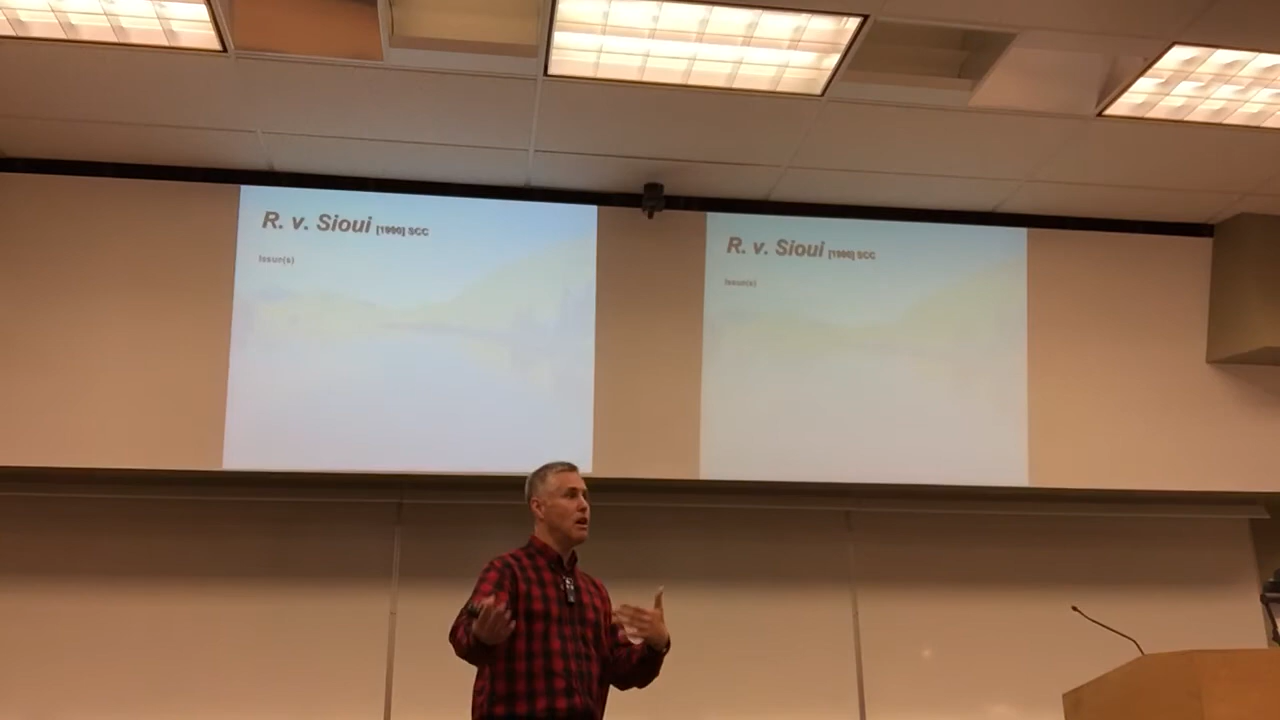 R. v. Sioui [1990] SCC
Issue(s)
R. v. Sioui [1990] SCC
Issue(s)